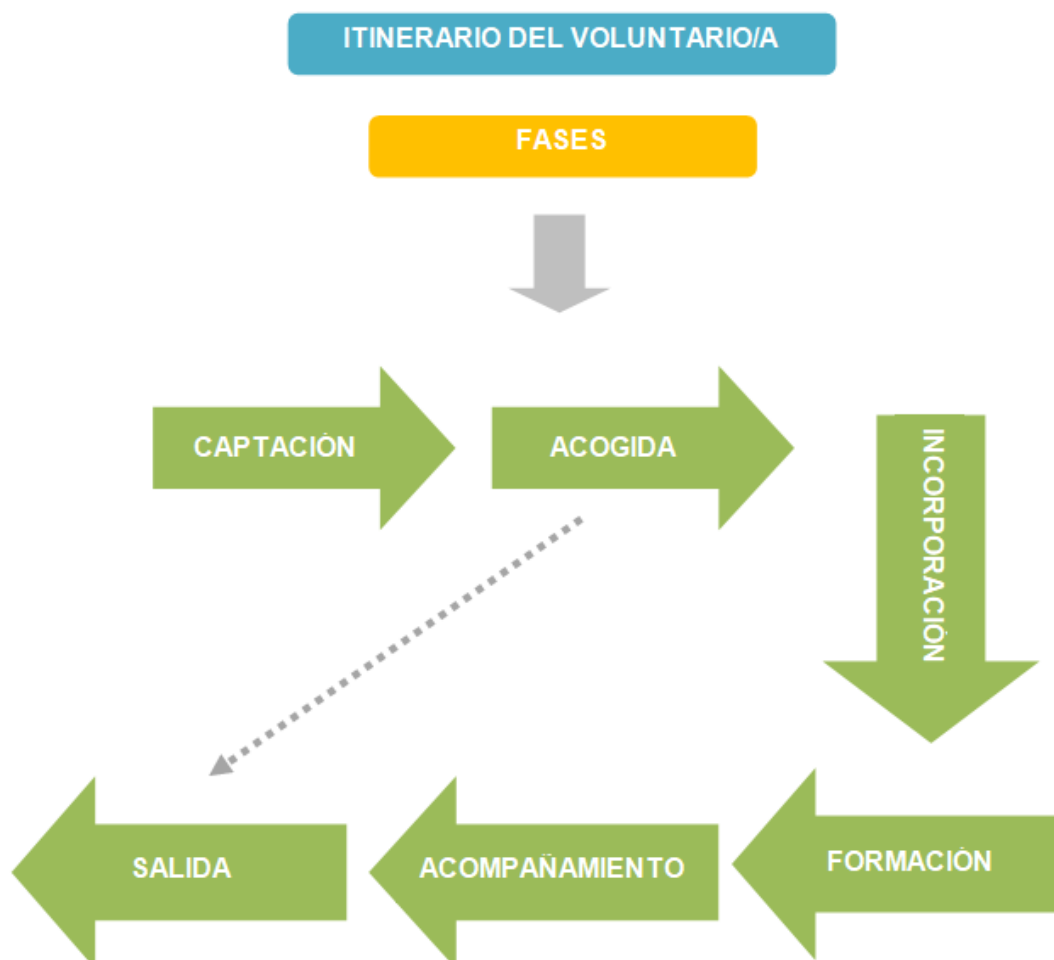 ITINERARIO DEL VOLUNTARIO/A
FASES
CAPTACIÓN
ACOGIDA
INCORPORACIÓN
FORMACIÓN
ACOMPAÑAMIENTO
SALIDA